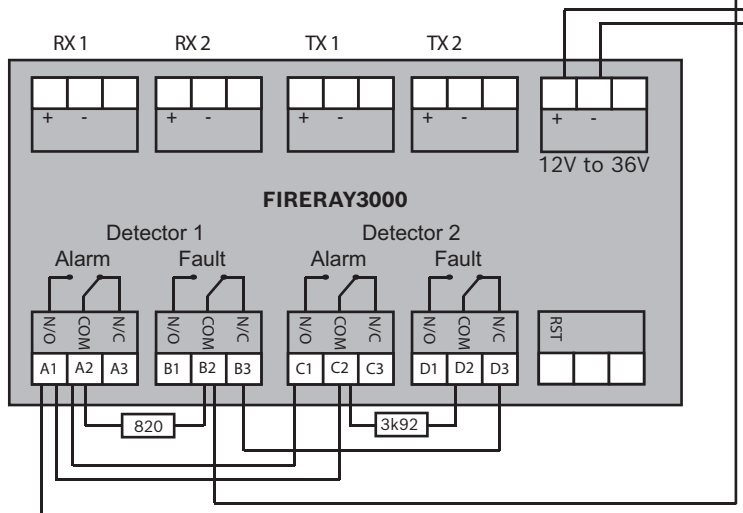 RX 1 RX 2 TX 1 TX 2
+ - + - + - + - + -
12V to 36V
FIRERAY3000
Detector 1 Detector 2
Alarm Fault Alarm Fault
N/O COM N/C N/O COM N/C N/O COM N/C N/O COM N/C RST
A1 A2 A3 B1 B2 B3 C1 C2 C3 D1 D2 D3
820 3k92